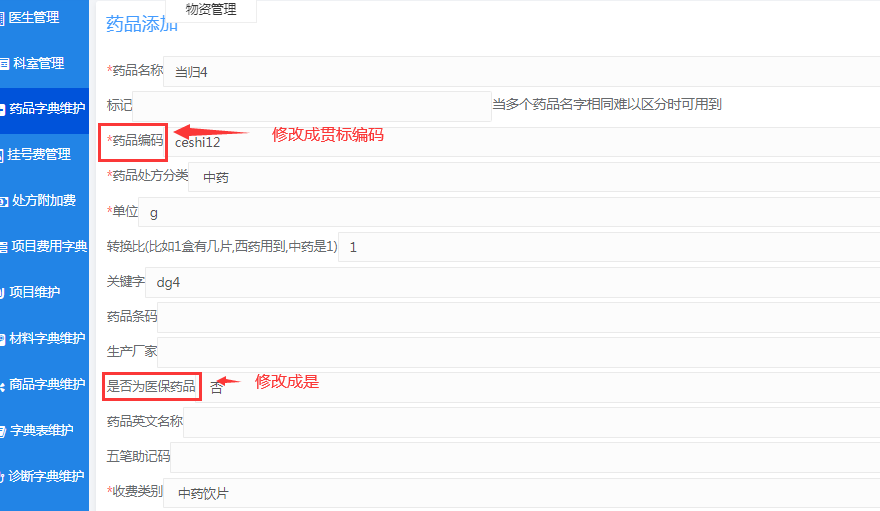 物资管理
药品添加
医生管理
科室管理
药品字典维护
挂号费管理
处方附加费
项目费用字典
项目维护
材料字典维护
商品字典维护
字典表维护
诊断字典维护
*药品名称 当归4
标记 当多个药品名字相同难以区分时可用到
*药品编码 ceshi12 修改成贯标编码
*药品处方分类 中药
*单位 g
转换比(比如1盒有几片,西药用到,中药是1) 1
关键字 dg4
药品条码
生产厂家
是否为医保药品 否 修改成是
药品英文名称
五笔助记码
*收费类别 中药饮片